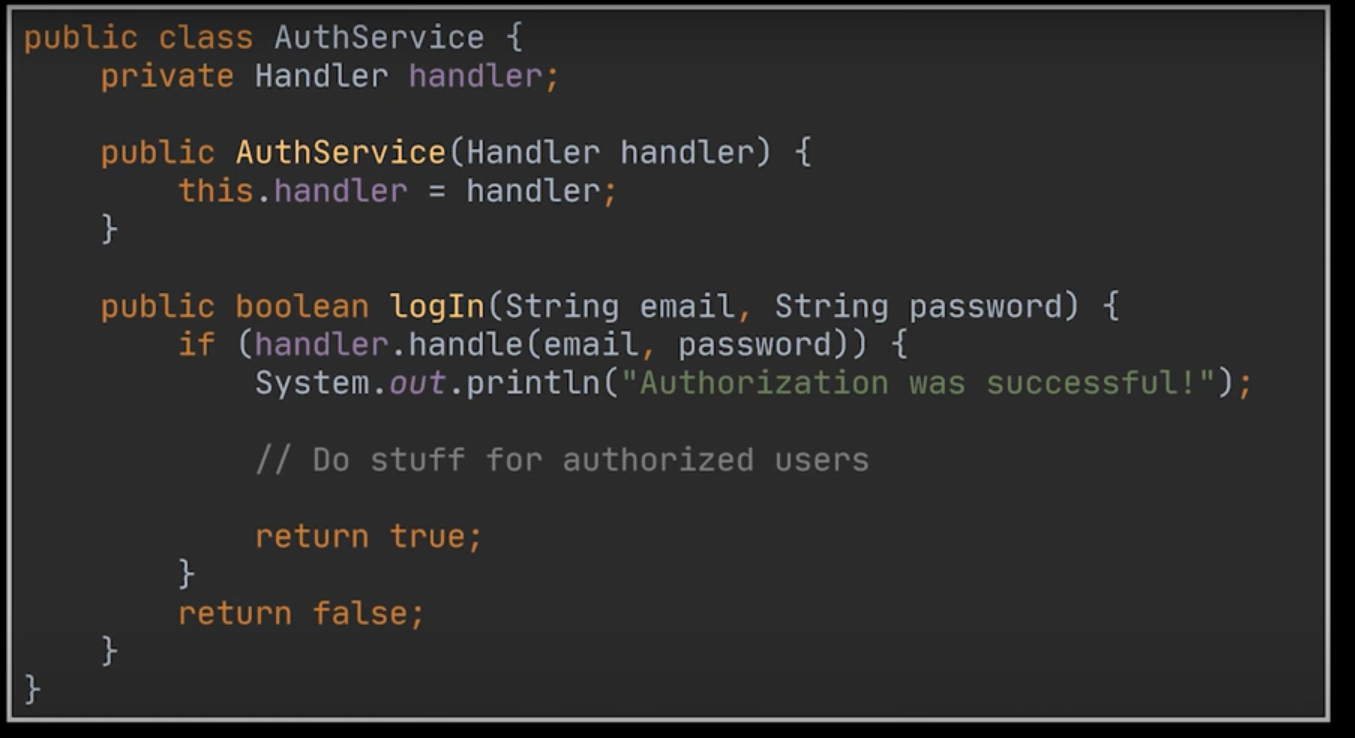 public class AuthService {
    private Handler handler;

    public AuthService(Handler handler) {
        this.handler = handler;
    }

    public boolean logIn(String email, String password) {
        if (handler.handle(email, password)) {
            System.out.println("Authorization was successful!");

            // Do stuff for authorized users

            return true;
        }
        return false;
    }
}